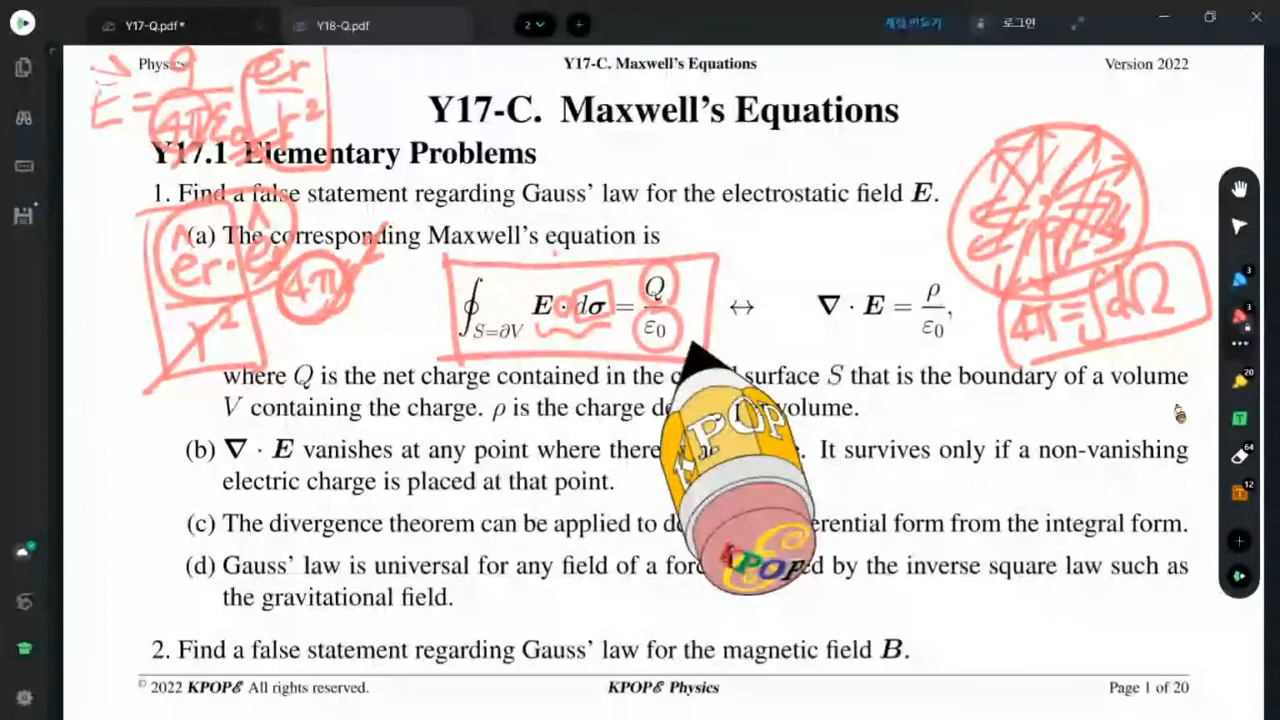 Y17-Q.pdf*
Y18-Q.pdf
2
로그인
Physics
Y17-C. Maxwell's Equations
Version 2022
Y17-C. Maxwell's Equations
Y17.1 Elementary Problems
1. Find a false statement regarding Gauss' law for the electrostatic field E.
(a) The corresponding Maxwell's equation is
∮_{S=∂V} E · dσ = Q/ε₀ ↔ ∇ · E = ρ/ε₀,
4π = ∫dΩ
where Q is the net charge contained in the surface S that is the boundary of a volume
V containing the charge. ρ is the charge volume.
(b) ∇ · E vanishes at any point where there It survives only if a non-vanishing
electric charge is placed at that point.
(c) The divergence theorem can be applied to form from the integral form.
(d) Gauss' law is universal for any field of a by the inverse square law such as
the gravitational field.
2. Find a false statement regarding Gauss' law for the magnetic field B.
© 2022 KPOPE All rights reserved.
KPOPE Physics
Page 1 of 20
KPOP
KPOP
3
3
20
T
64
12